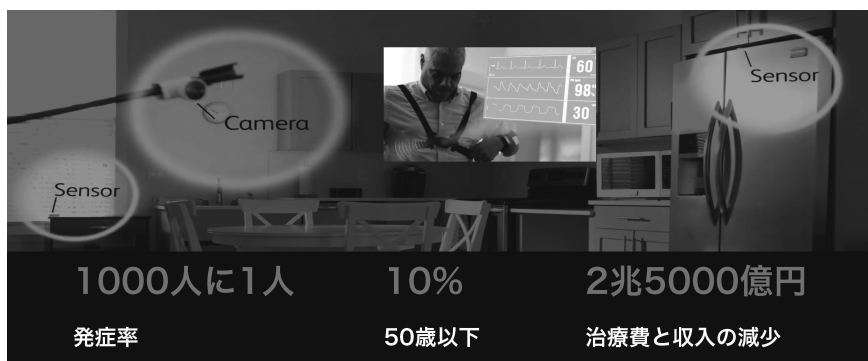 Camera
Sensor
Sensor
60
98
30
1000人に1人
10%
2兆5000億円
発症率
50歳以下
治療費と収入の減少